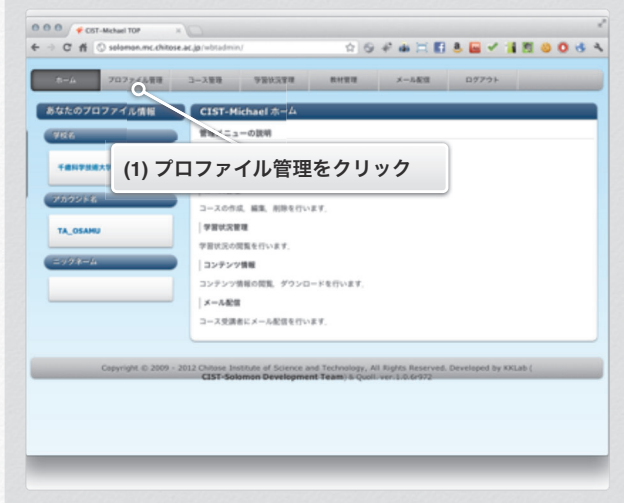 CIST-Michael TOP
solomon.mc.chitose.ac.jp/wbtadmin/
ホーム
プロファイル管理
コース管理
学習状況管理
教材管理
メール配信
ログアウト
あなたのプロファイル情報
学校名
千歳科学技術大
アカウント名
TA_OSAMU
ニックネーム
CIST-Michael ホーム
管理メニューの説明
(1) プロファイル管理をクリック
コースの作成, 編集, 削除を行います.
学習状況管理
学習状況の閲覧を行います.
コンテンツ情報
コンテンツ情報の閲覧, ダウンロードを行います.
メール配信
コース受講者にメール配信を行います.
Copyright © 2009 - 2012 Chitose Institute of Science and Technology, All Rights Reserved. Developed by KKLab (
CIST-Solomon Development Team) & Quoll. ver.1.0.6r972